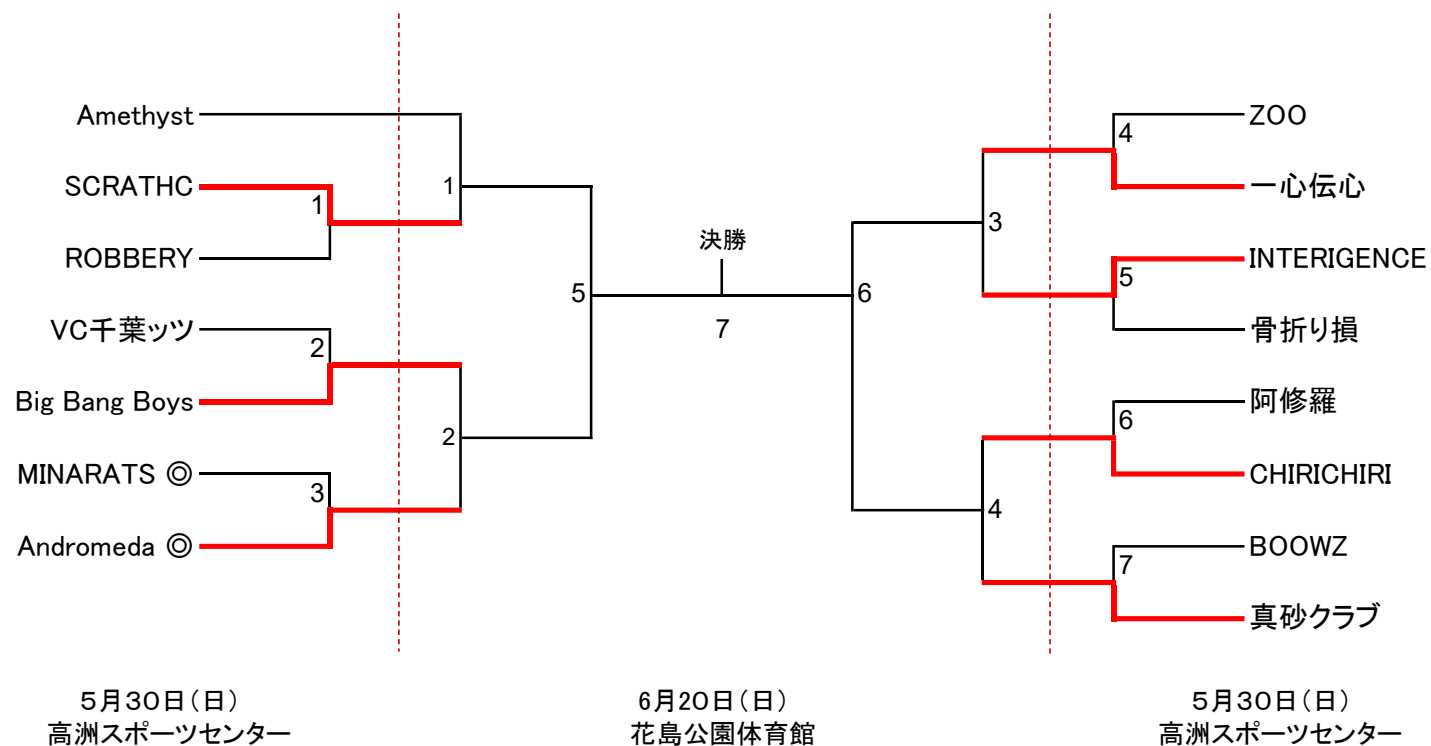 Amethyst
SCRATHC
ROBBERY
VC千葉ッツ
Big Bang Boys
MINARATS ◎
Andromeda ◎
1
2
3
1
2
5
決勝
7
6
3
4
4
5
6
7
ZOO
一心伝心
INTERIGENCE
骨折り損
阿修羅
CHIRICHIRI
BOOWZ
真砂クラブ
5月30日(日)
高洲スポーツセンター
6月20日(日)
花島公園体育館
5月30日(日)
高洲スポーツセンター